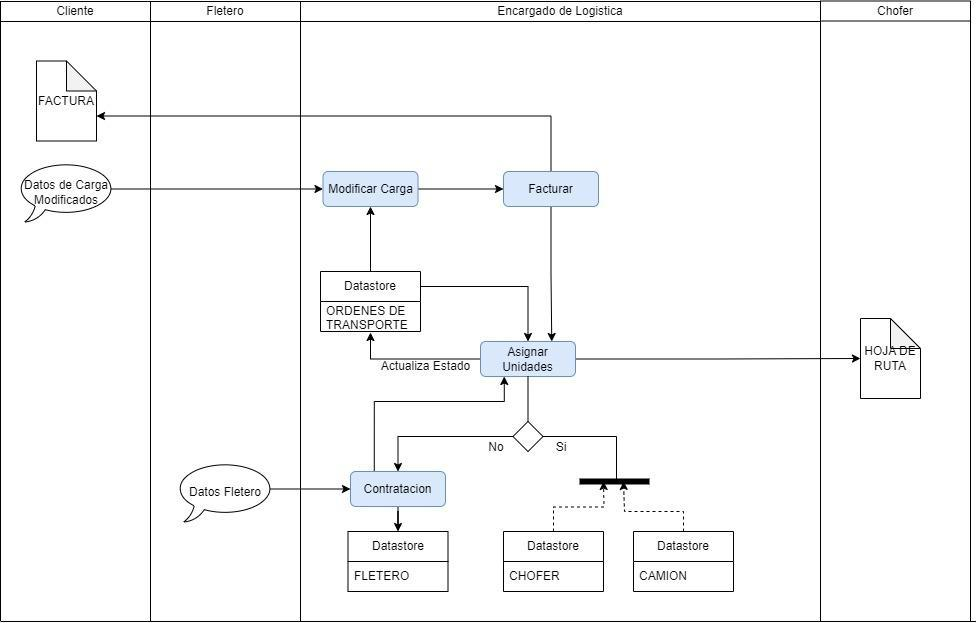 Cliente
Fletero
Encargado de Logistica
Chofer
FACTURA
Datos de Carga
Modificados
Modificar Carga
Facturar
Datastore
ORDENES DE
TRANSPORTE
Asignar
Unidades
Actualiza Estado
HOJA DE
RUTA
No
Si
Datos Fletero
Contratacion
Datastore
FLETERO
Datastore
CHOFER
Datastore
CAMION